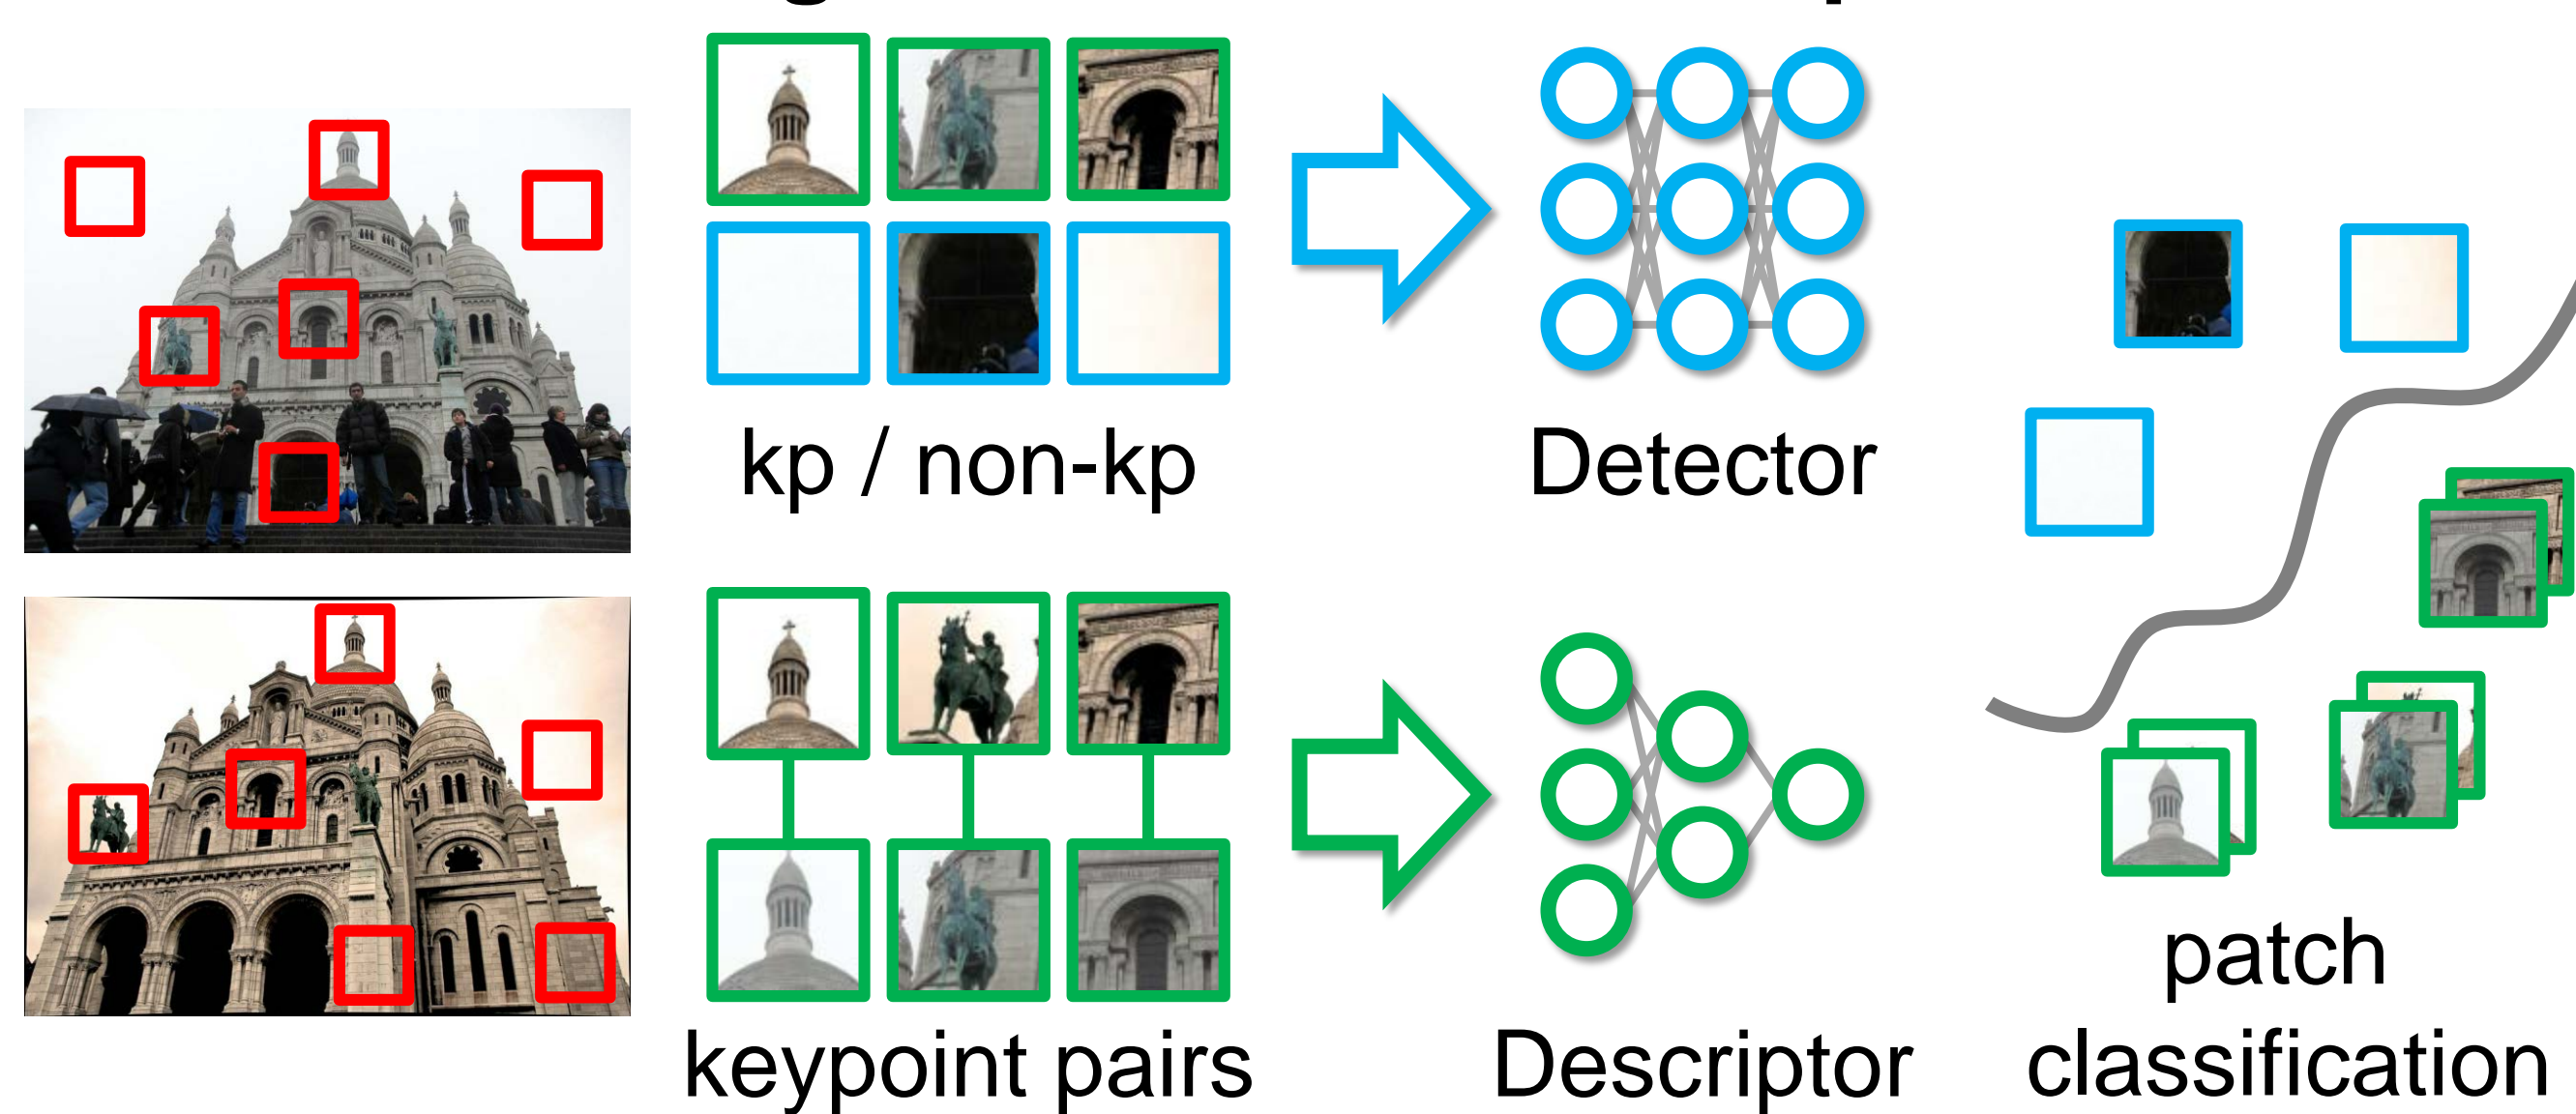 kp / non-kp
Detector
keypoint pairs
Descriptor
patch
classification